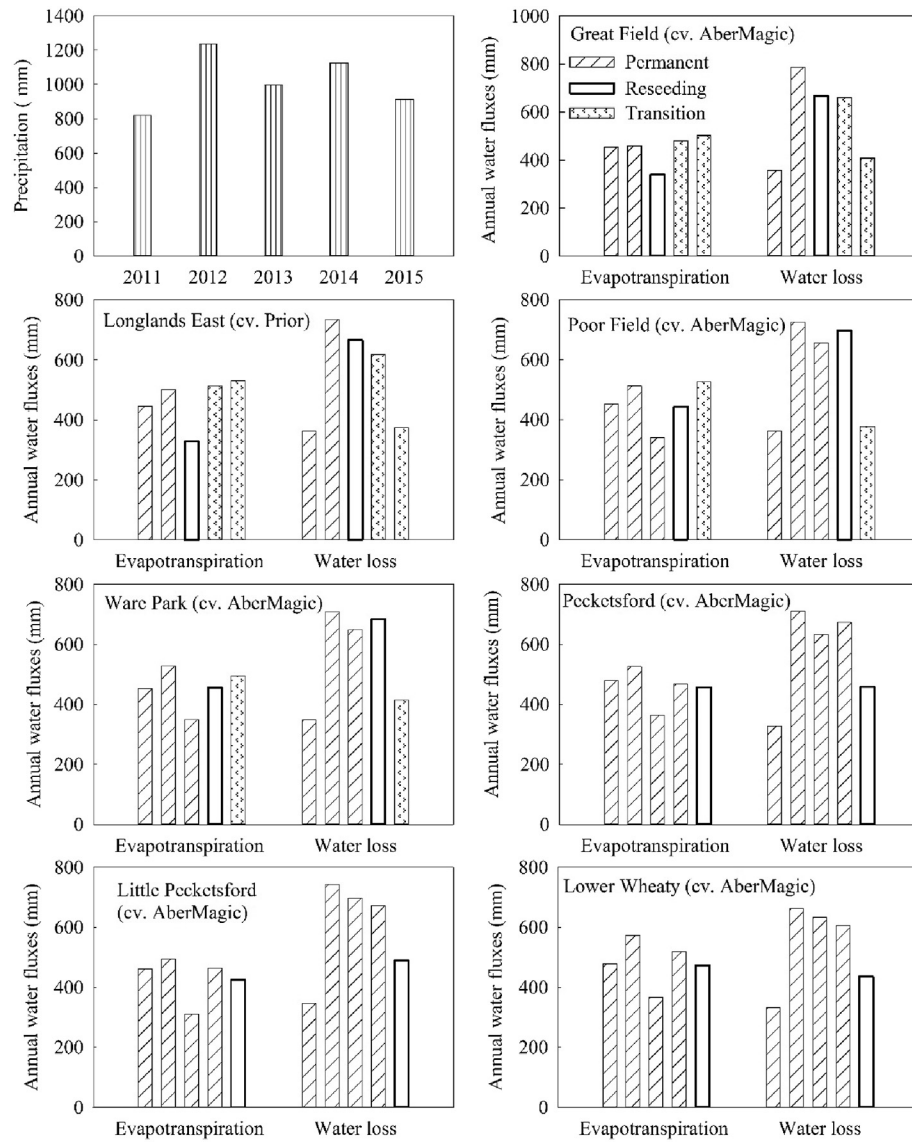 1400
1200
1000
800
600
400
200
0
Precipitation ( mm)
2011 2012 2013 2014 2015
1000
800
600
400
200
0
Annual water fluxes (mm)
Great Field (cv. AberMagic)
Permanent
Reseeding
Transition
Evapotranspiration Water loss
800
600
400
200
0
Annual water fluxes (mm)
Longlands East (cv. Prior)
Evapotranspiration Water loss
800
600
400
200
0
Annual water fluxes (mm)
Poor Field (cv. AberMagic)
Evapotranspiration Water loss
800
600
400
200
0
Annual water fluxes (mm)
Ware Park (cv. AberMagic)
Evapotranspiration Water loss
800
600
400
200
0
Annual water fluxes (mm)
Pecketsford (cv. AberMagic)
Evapotranspiration Water loss
800
600
400
200
0
Annual water fluxes (mm)
Little Pecketsford
(cv. AberMagic)
Evapotranspiration Water loss
800
600
400
200
0
Annual water fluxes (mm)
Lower Wheaty (cv. AberMagic)
Evapotranspiration Water loss